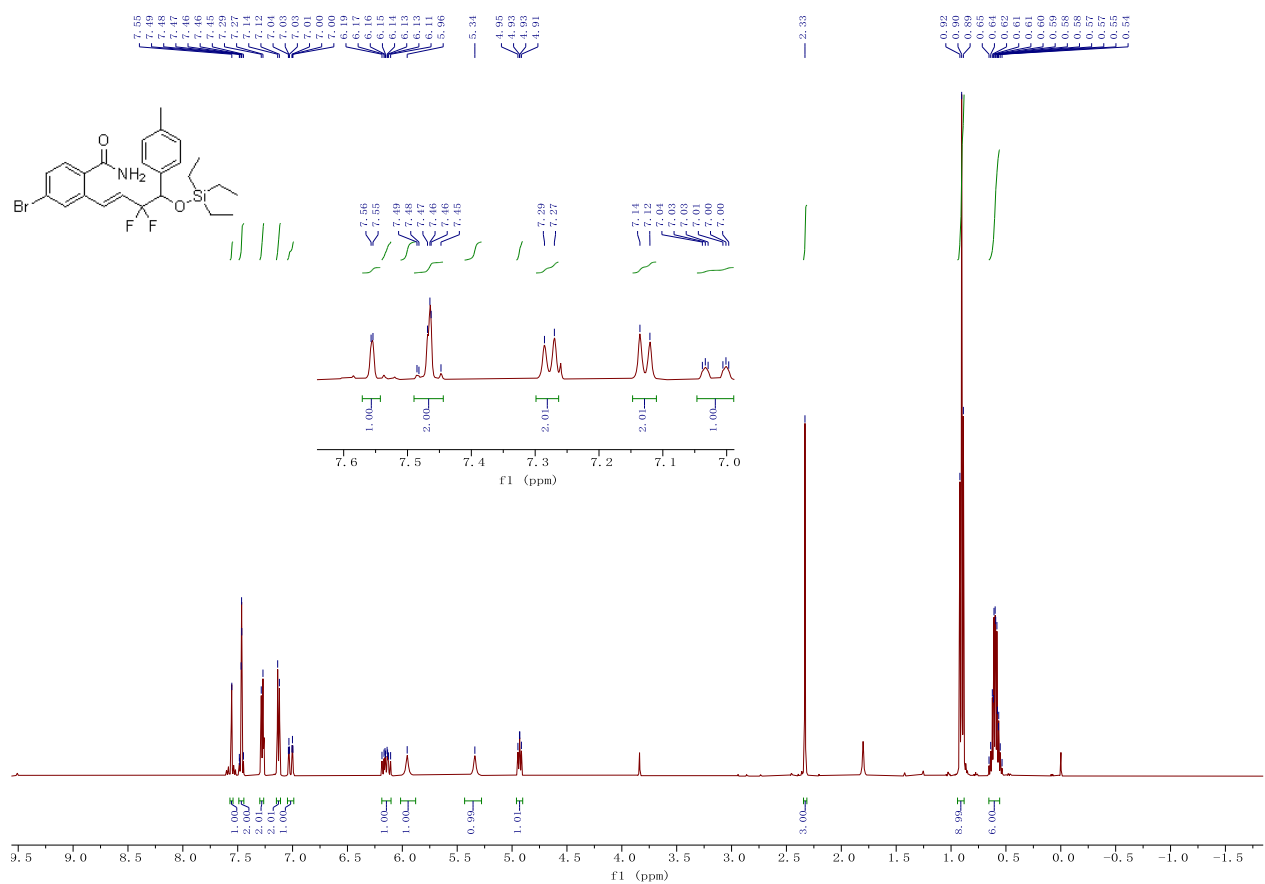 7.55 7.49 7.48 7.47 7.46 7.46 7.45 7.29 7.27 7.14 7.12 7.04 7.03 7.03 7.01 7.00 7.00 6.19 6.17 6.16 6.15 6.14 6.13 6.13 6.11 5.96 5.34 4.95 4.93 4.93 4.91 2.33 0.92 0.90 0.89 0.65 0.64 0.62 0.61 0.61 0.60 0.59 0.58 0.58 0.57 0.57 0.55 0.54
O
NH2
Br
F F
O
Si
7.56 7.55 7.49 7.48 7.47 7.46 7.46 7.45 7.29 7.27 7.14 7.12 7.04 7.03 7.03 7.01 7.00 7.00
1.00 2.00 2.01 2.01 1.00
7.6 7.5 7.4 7.3 7.2 7.1 7.0
f1 (ppm)
1.00 2.00 2.01 2.01 1.00 1.00 1.00 0.99 1.01 3.00 8.99 6.00
9.5 9.0 8.5 8.0 7.5 7.0 6.5 6.0 5.5 5.0 4.5 4.0 3.5 3.0 2.5 2.0 1.5 1.0 0.5 0.0 -0.5 -1.0 -1.5
f1 (ppm)